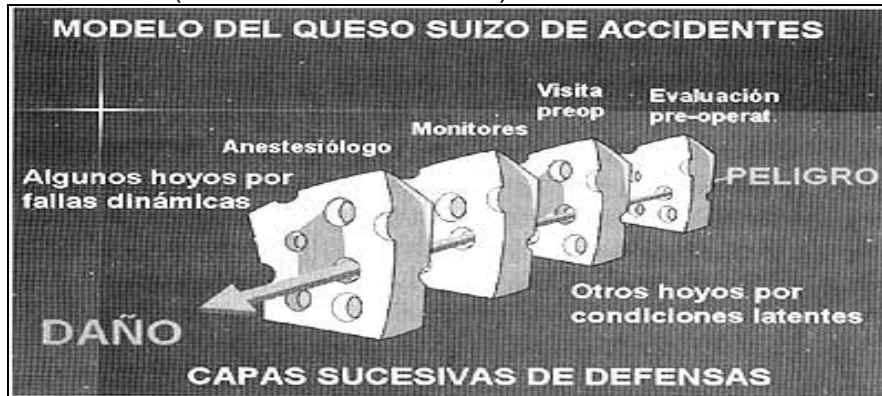 MODELO DEL QUESO SUIZO DE ACCIDENTES
Visita
preop
Evaluación
pre-operat.
Monitores
Anestesiólogo
Algunos hoyos por
fallas dinámicas
PELIGRO
Otros hoyos por
condiciones latentes
DAÑO
CAPAS SUCESIVAS DE DEFENSAS